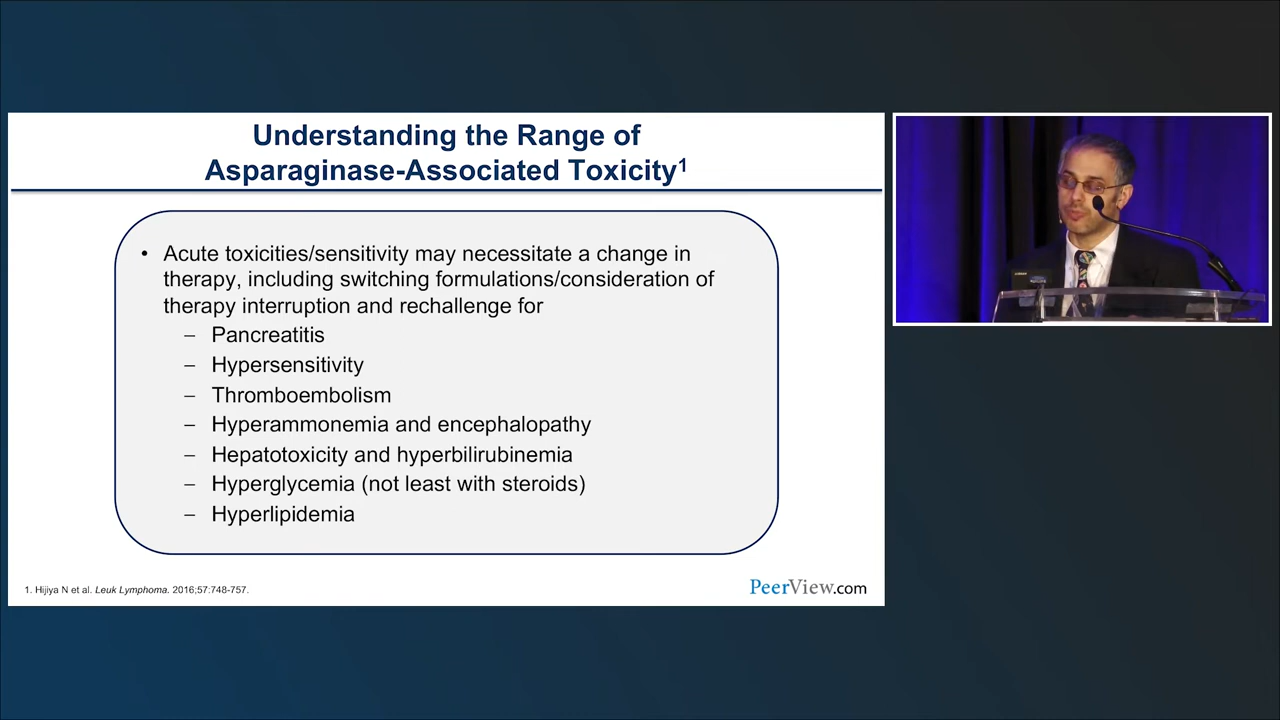 Understanding the Range of
Asparaginase-Associated Toxicity¹
• Acute toxicities/sensitivity may necessitate a change in
therapy, including switching formulations/consideration of
therapy interruption and rechallenge for
– Pancreatitis
– Hypersensitivity
– Thromboembolism
– Hyperammonemia and encephalopathy
– Hepatotoxicity and hyperbilirubinemia
– Hyperglycemia (not least with steroids)
– Hyperlipidemia
1. Hijiya N et al. Leuk Lymphoma. 2016;57:748-757.
PeerView.com